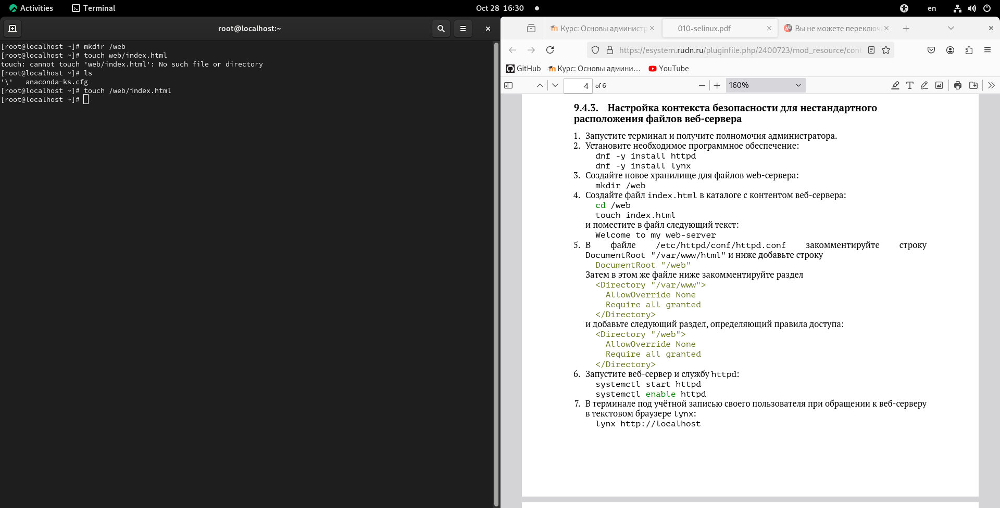 Activities
Terminal
Oct 28 16:30
en
root@localhost:~
[root@localhost ~]# mkdir /web
[root@localhost ~]# touch web/index.html
touch: cannot touch 'web/index.html': No such file or directory
[root@localhost ~]# ls
'\'   anaconda-ks.cfg
[root@localhost ~]# touch /web/index.html
[root@localhost ~]#
Курс: Основы администр
010-selinux.pdf
Вы не можете переключ
https://esystem.rudn.ru/pluginfile.php/2400723/mod_resource/cont
GitHub
Курс: Основы админи…
YouTube
4 of 6
160%
9.4.3. Настройка контекста безопасности для нестандартного
расположения файлов веб-сервера
1. Запустите терминал и получите полномочия администратора.
2. Установите необходимое программное обеспечение:
dnf -y install httpd
dnf -y install lynx
3. Создайте новое хранилище для файлов web-сервера:
mkdir /web
4. Создайте файл index.html в каталоге с контентом веб-сервера:
cd /web
touch index.html
и поместите в файл следующий текст:
Welcome to my web-server
5. В файле /etc/httpd/conf/httpd.conf закомментируйте строку
DocumentRoot "/var/www/html" и ниже добавьте строку
DocumentRoot "/web"
Затем в этом же файле ниже закомментируйте раздел
<Directory "/var/www">
AllowOverride None
Require all granted
</Directory>
и добавьте следующий раздел, определяющий правила доступа:
<Directory "/web">
AllowOverride None
Require all granted
</Directory>
6. Запустите веб-сервер и службу httpd:
systemctl start httpd
systemctl enable httpd
7. В терминале под учётной записью своего пользователя при обращении к веб-серверу
в текстовом браузере lynx:
lynx http://localhost